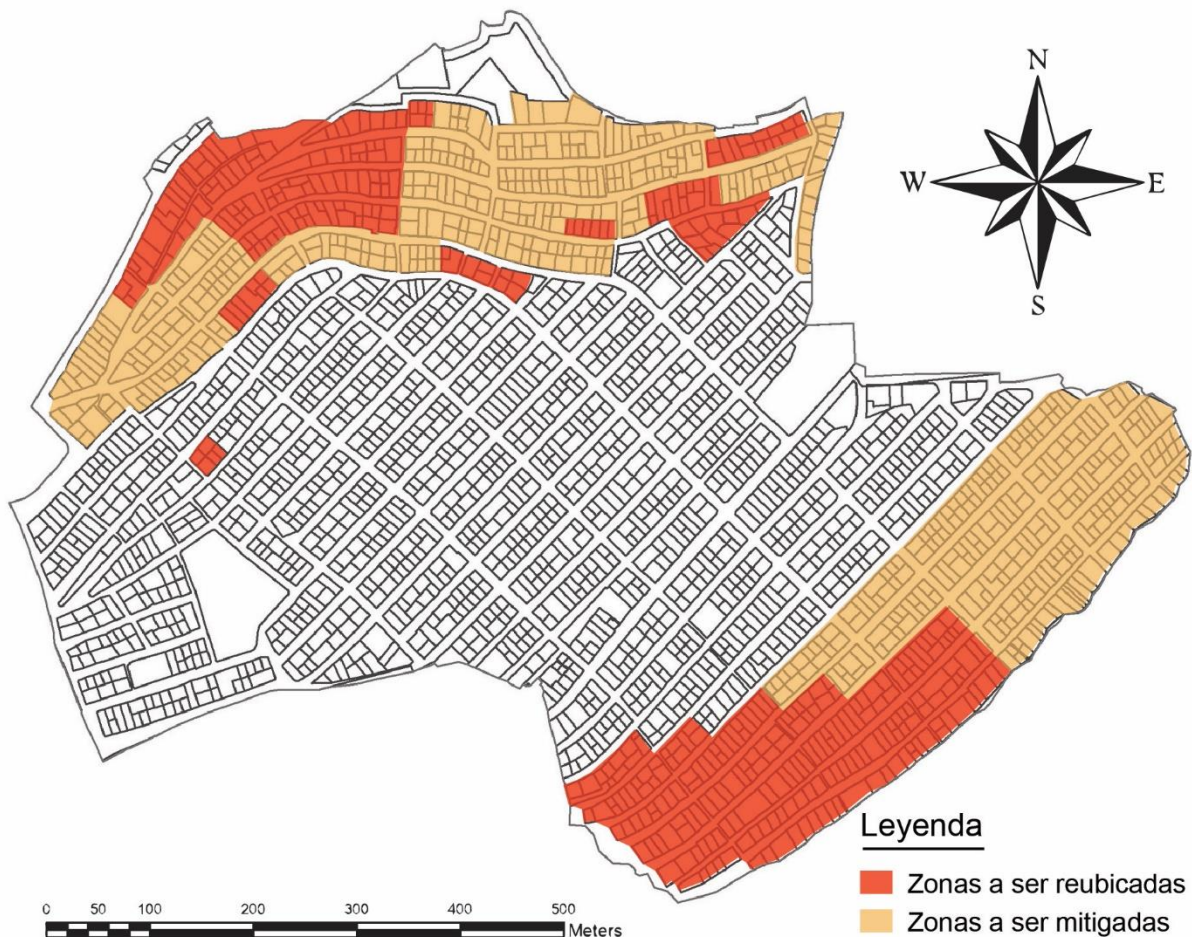 N
W E
S
Leyenda
Zonas a ser reubicadas
Zonas a ser mitigadas
0 50 100 200 300 400 500
Meters